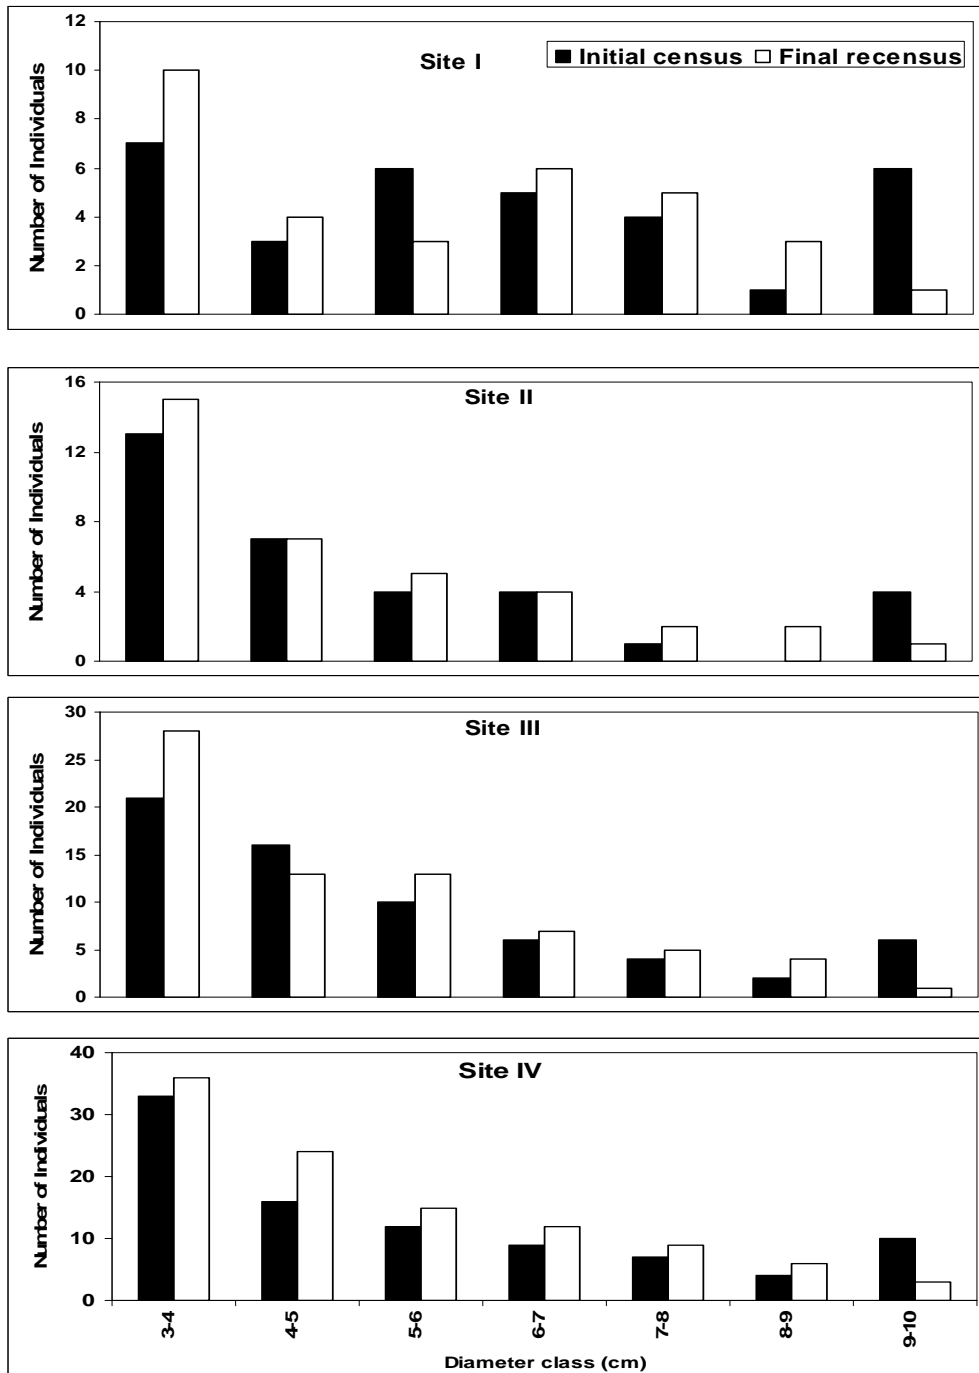 Site I
Initial census Final recensus
Number of Individuals
12
10
8
6
4
2
0
Site II
Number of Individuals
16
12
8
4
0
Site III
Number of Individuals
30
25
20
15
10
5
0
Site IV
Number of Individuals
40
30
20
10
0
3-4 4-5 5-6 6-7 7-8 8-9 9-10
Diameter class (cm)